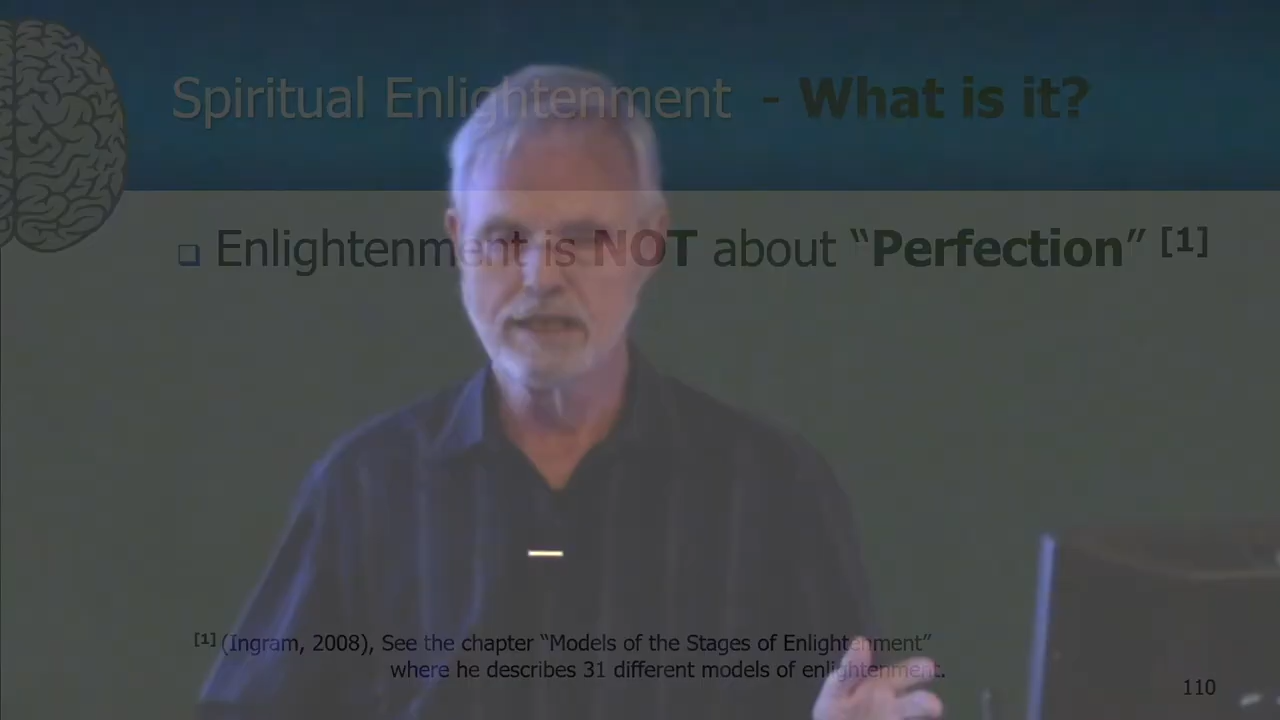 Spiritual Enlightenment - What is it?
❑ Enlightenment is NOT about “Perfection” [1]
[1] (Ingram, 2008), See the chapter “Models of the Stages of Enlightenment”
where he describes 31 different models of enlightenment.
110